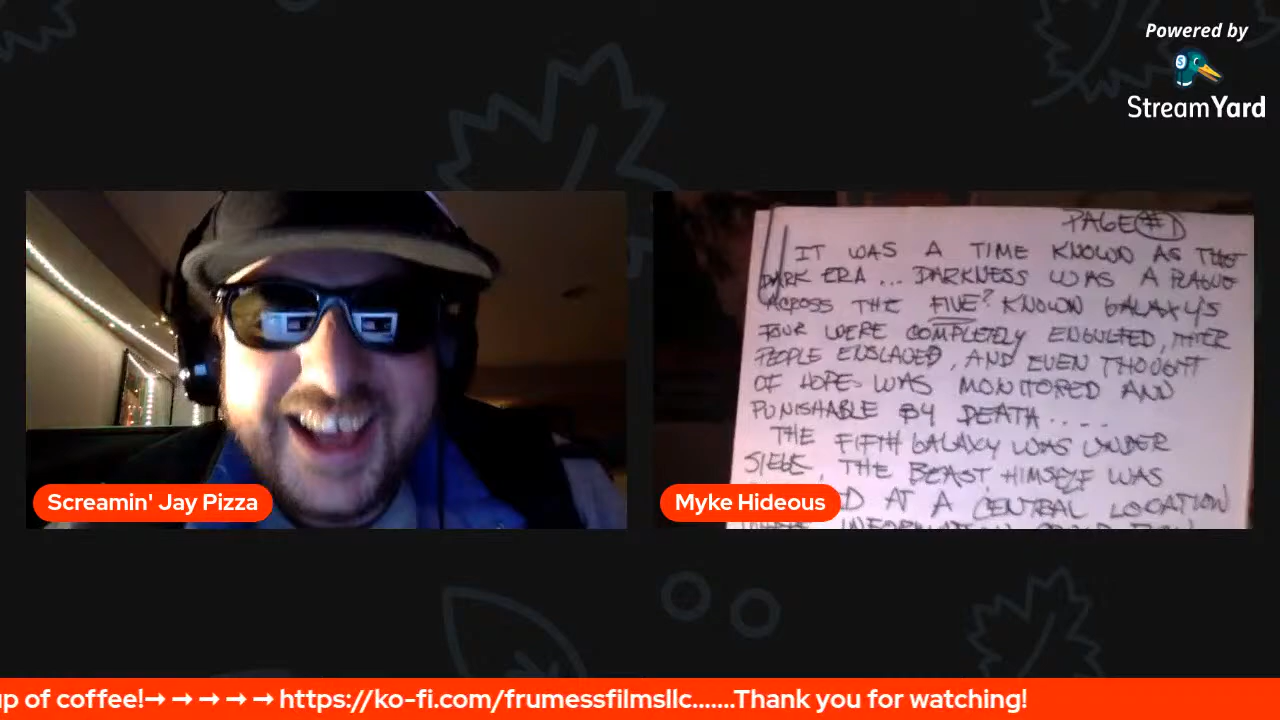 Powered by
StreamYard
PAGE #1
IT WAS A TIME KNOWN AS THE
DARK ERA... DARKNESS WAS A PLAGUE
ACROSS THE FIVE? KNOWN GALAXYS
FOUR WERE COMPLETELY ENGULFED, THIER
PEOPLE ENSLAVED, AND EVEN THOUGHT
OF HOPE WAS MONITORED AND
PUNISHABLE BY DEATH....
THE FIFTH GALAXY WAS UNDER
SIEGE, THE BEAST HIMSELF WAS
D AT A CENTRAL LOCATION
INFORMATION
Screamin' Jay Pizza
Myke Hideous
up of coffee!→ → → → → https://ko-fi.com/frumessfilmsllc.......Thank you for watching!